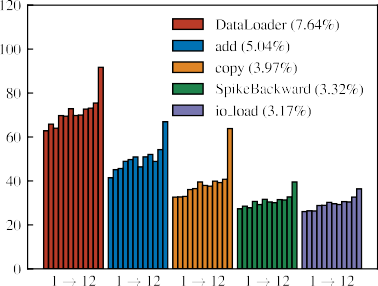 120
100
80
60
40
20
0
DataLoader (7.64%)
add (5.04%)
copy (3.97%)
SpikeBackward (3.32%)
io_load (3.17%)
1 → 12 1 → 12 1 → 12 1 → 12 1 → 12